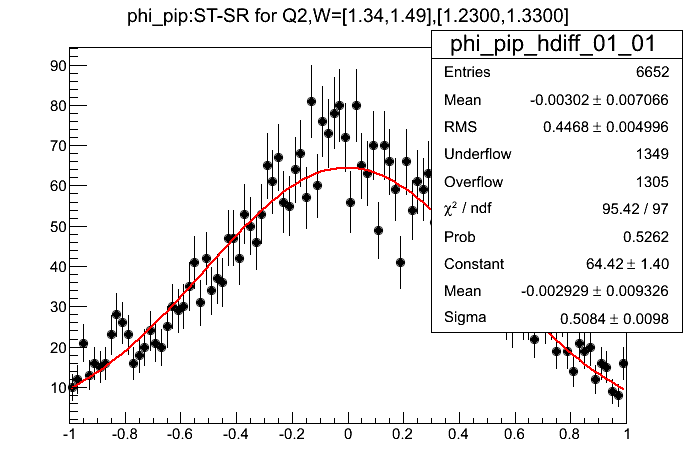 phi_pip:ST-SR for Q2,W=[1.34,1.49],[1.2300,1.3300]
phi_pip_hdiff_01_01
Entries 6652
Mean -0.00302 ± 0.007066
RMS 0.4468 ± 0.004996
Underflow 1349
Overflow 1305
χ² / ndf 95.42 / 97
Prob 0.5262
Constant 64.42 ± 1.40
Mean -0.002929 ± 0.009326
Sigma 0.5084 ± 0.0098
90
80
70
60
50
40
30
20
10
-1 -0.8 -0.6 -0.4 -0.2 0 0.2 0.4 0.6 0.8 1